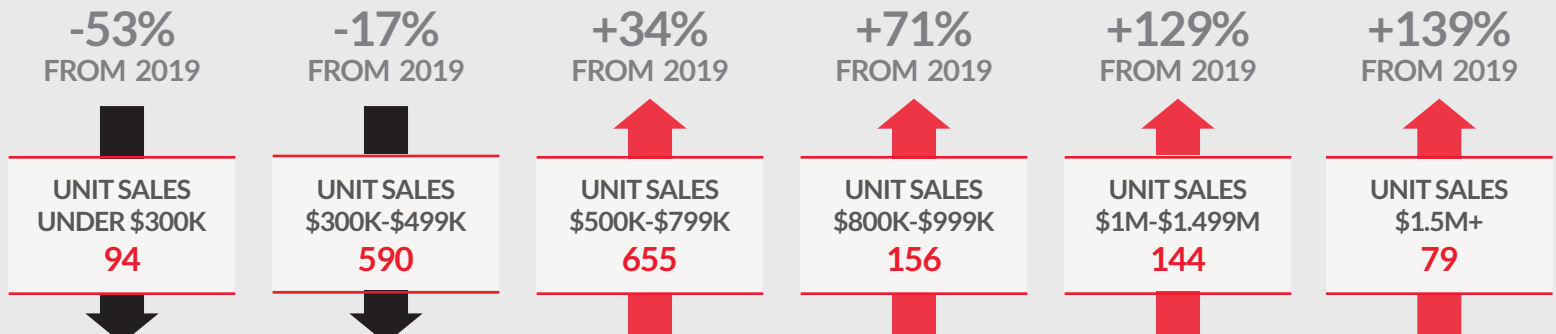 -53%
FROM 2019
UNIT SALES
UNDER $300K
94
-17%
FROM 2019
UNIT SALES
$300K-$499K
590
+34%
FROM 2019
UNIT SALES
$500K-$799K
655
+71%
FROM 2019
UNIT SALES
$800K-$999K
156
+129%
FROM 2019
UNIT SALES
$1M-$1.499M
144
+139%
FROM 2019
UNIT SALES
$1.5M+
79